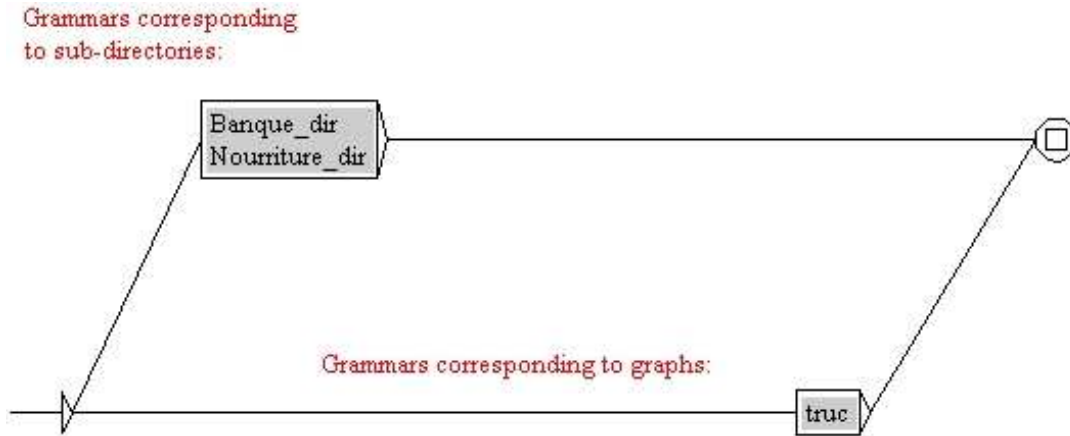 Grammars corresponding
to sub-directories:
Banque_dir
Nourriture_dir
Grammars corresponding to graphs:
truc